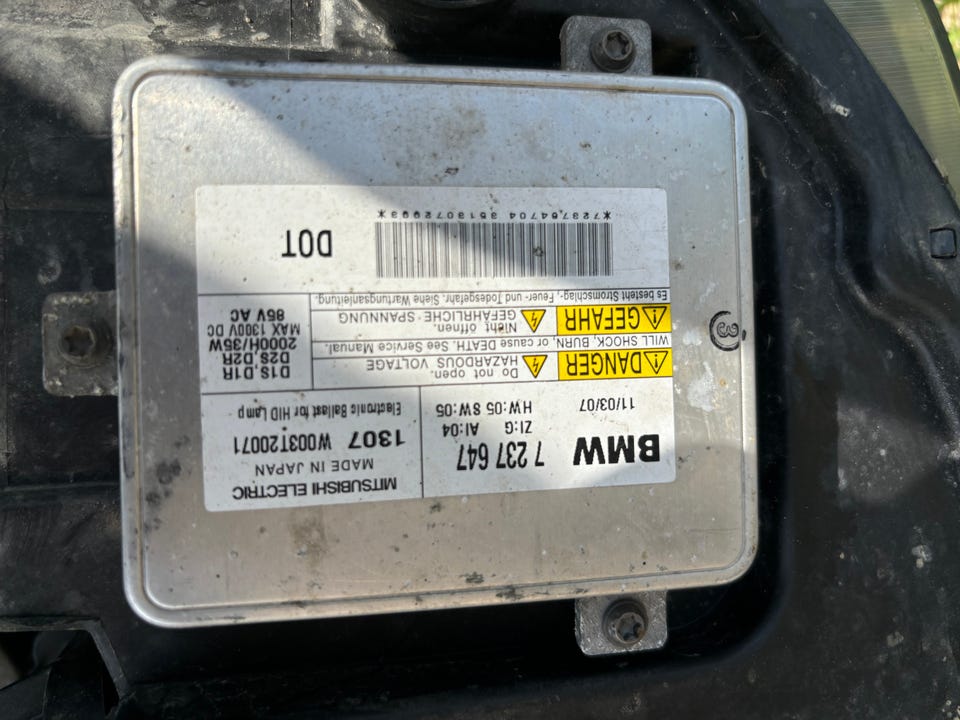 BMW 7 237 647
ZI:G AI:04
11/03/07 HW:05 SW:05
MITSUBISHI ELECTRIC
MADE IN JAPAN
1307 W003T20071
Electronic Ballast for HID Lamp
DANGER Do not open.
HAZARDOUS VOLTAGE
WILL SHOCK, BURN, or cause DEATH. See Service Manual.
GEFAHR Nicht öffnen.
GEFÄHRLICHE SPANNUNG
Es besteht Stromschlag-, Feuer- und Todesgefahr. Siehe Wartungsanleitung.
D1S,D1R
D2S,D2R
2000H/35W
MAX 1300V DC
85V AC
DOT
*723764704 35130720993*
3